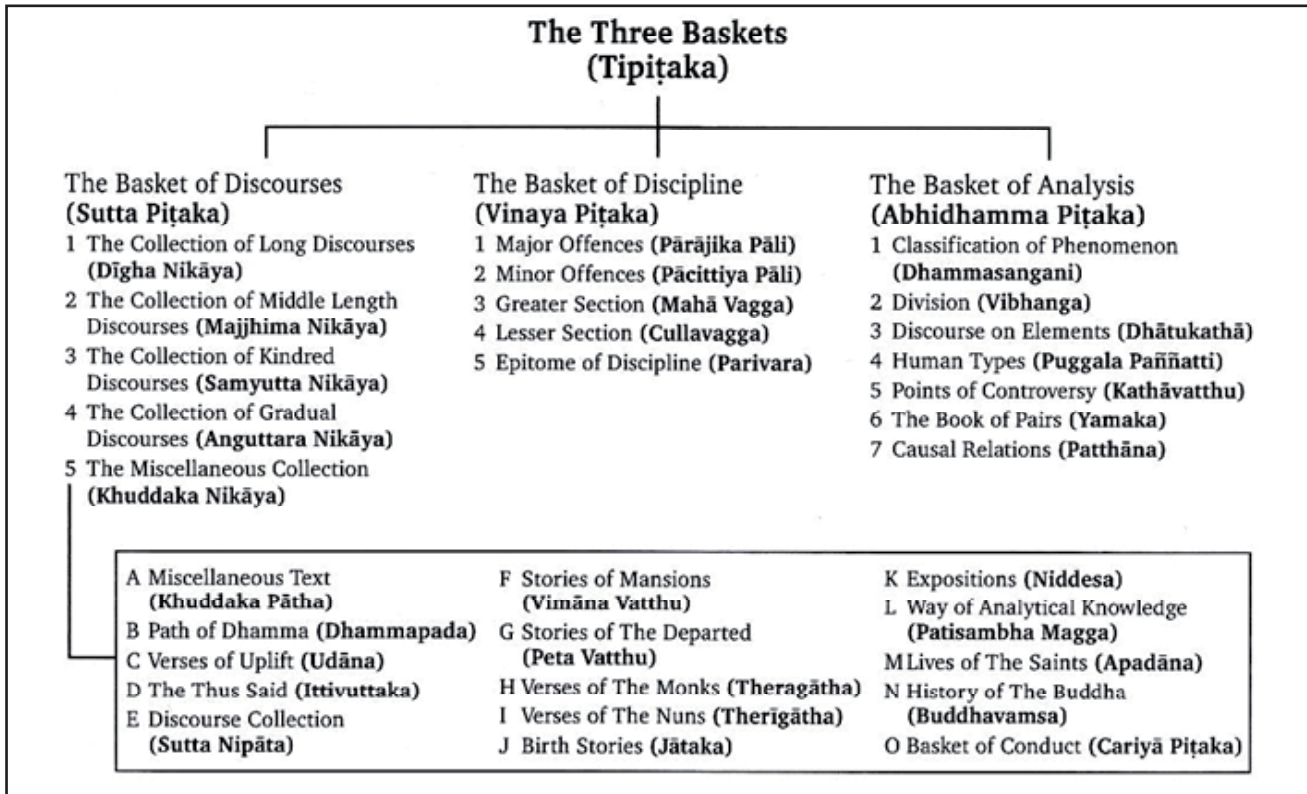 The Three Baskets
(Tipiṭaka)
The Basket of Discourses
(Sutta Piṭaka)
1 The Collection of Long Discourses
(Dīgha Nikāya)
2 The Collection of Middle Length
Discourses (Majjhima Nikāya)
3 The Collection of Kindred
Discourses (Samyutta Nikāya)
4 The Collection of Gradual
Discourses (Anguttara Nikāya)
5 The Miscellaneous Collection
(Khuddaka Nikāya)
The Basket of Discipline
(Vinaya Piṭaka)
1 Major Offences (Pārājika Pāli)
2 Minor Offences (Pācittiya Pāli)
3 Greater Section (Mahā Vagga)
4 Lesser Section (Cullavagga)
5 Epitome of Discipline (Parivara)
The Basket of Analysis
(Abhidhamma Piṭaka)
1 Classification of Phenomenon
(Dhammasangani)
2 Division (Vibhanga)
3 Discourse on Elements (Dhātukathā)
4 Human Types (Puggala Paññatti)
5 Points of Controversy (Kathāvatthu)
6 The Book of Pairs (Yamaka)
7 Causal Relations (Patthāna)
A Miscellaneous Text
(Khuddaka Pātha)
B Path of Dhamma (Dhammapada)
C Verses of Uplift (Udāna)
D The Thus Said (Ittivuttaka)
E Discourse Collection
(Sutta Nipāta)
F Stories of Mansions
(Vimāna Vatthu)
G Stories of The Departed
(Peta Vatthu)
H Verses of The Monks (Theragātha)
I Verses of The Nuns (Therīgātha)
J Birth Stories (Jātaka)
K Expositions (Niddesa)
L Way of Analytical Knowledge
(Patisambha Magga)
M Lives of The Saints (Apadāna)
N History of The Buddha
(Buddhavamsa)
O Basket of Conduct (Cariyā Piṭaka)